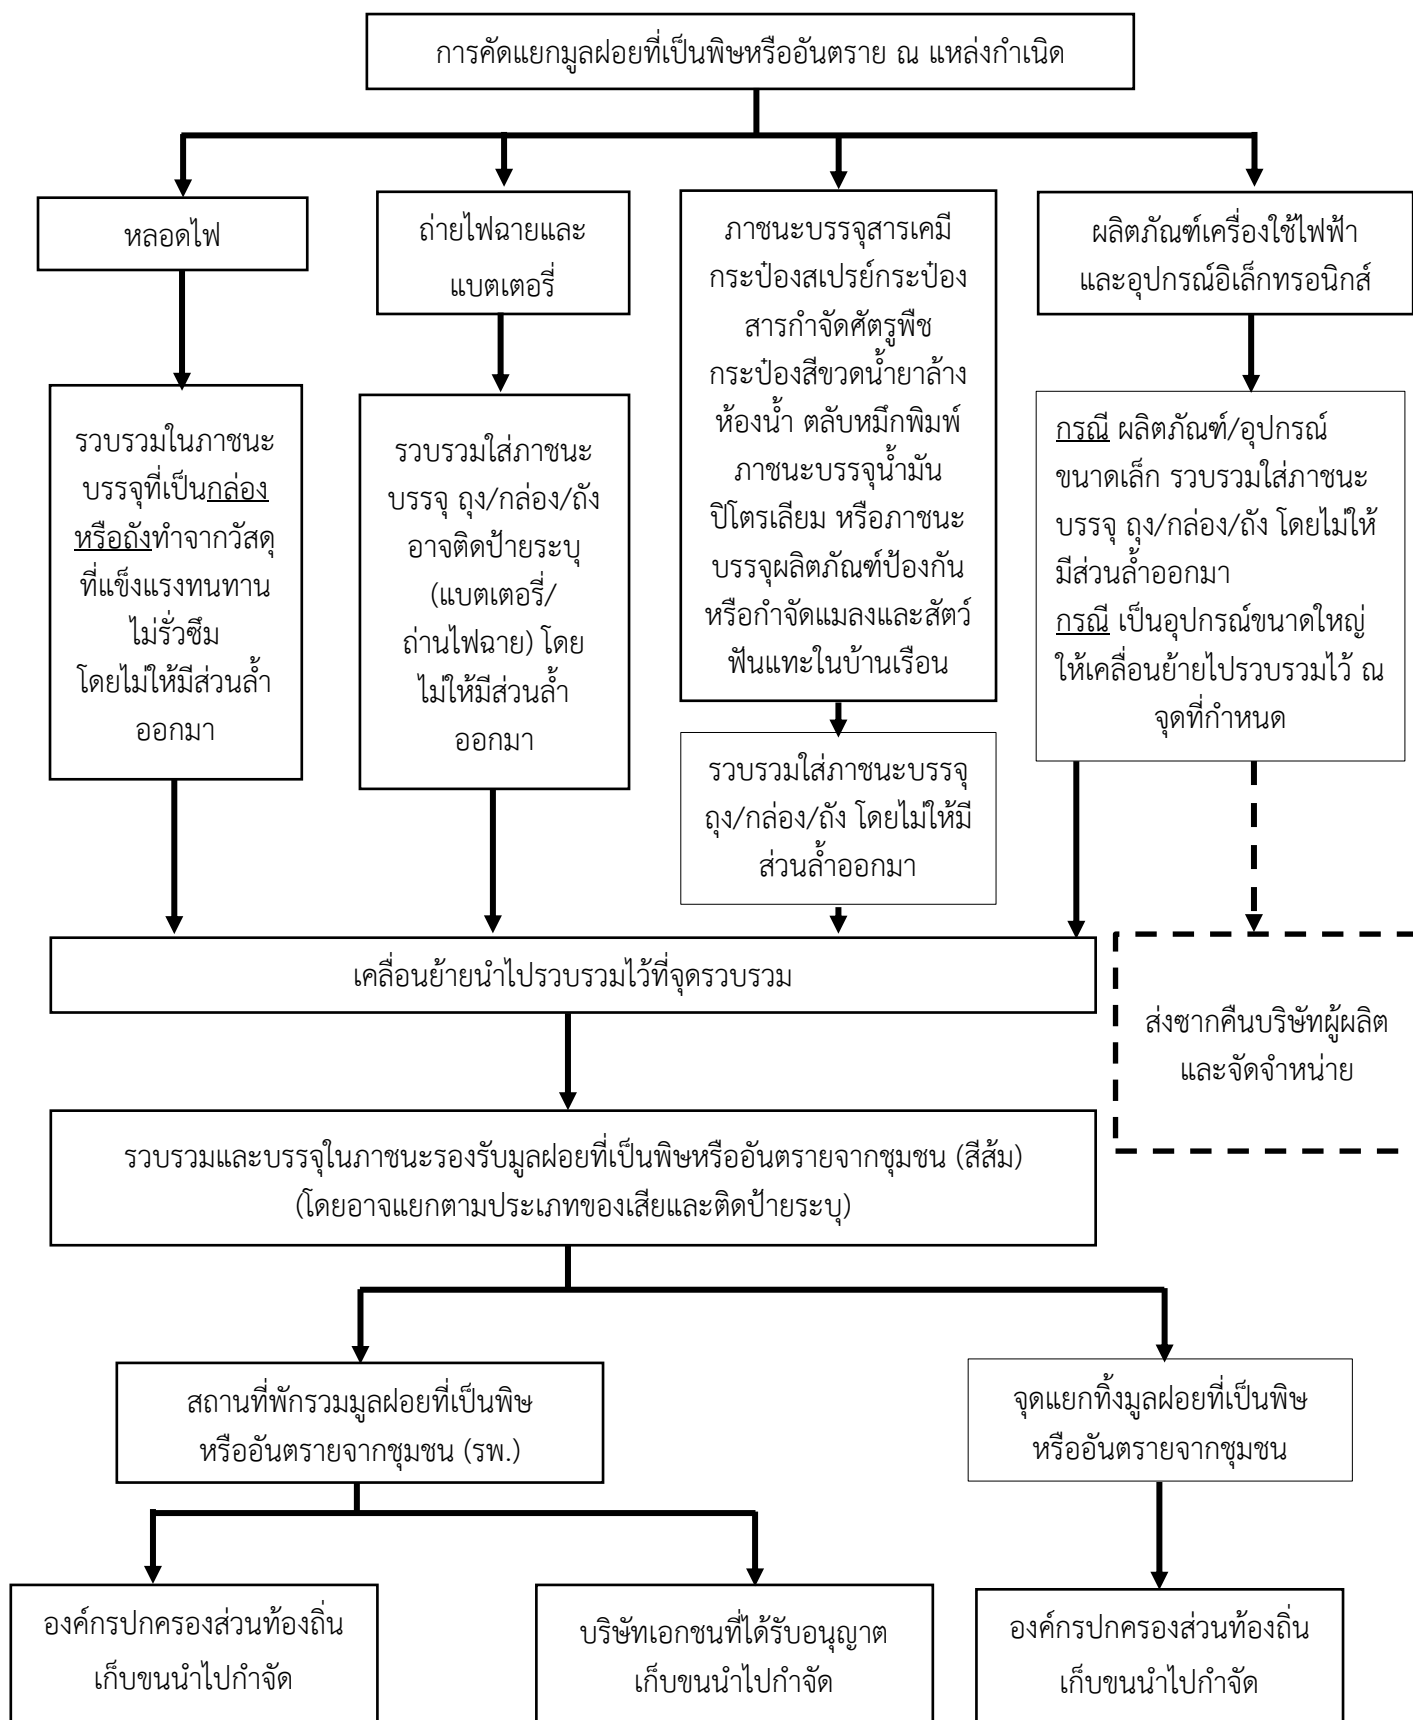 การคัดแยกมูลฝอยที่เป็นพิษหรืออันตราย ณ แหล่งกำเนิด
หลอดไฟ
ถ่ายไฟฉายและ
แบตเตอรี่
ภาชนะบรรจุสารเคมี
กระป๋องสเปรย์กระป๋อง
สารกำจัดศัตรูพืช
กระป๋องสีขวดน้ำยาล้าง
ห้องน้ำ ตลับหมึกพิมพ์
ภาชนะบรรจุน้ำมัน
ปิโตรเลียม หรือภาชนะ
บรรจุผลิตภัณฑ์ป้องกัน
หรือกำจัดแมลงและสัตว์
ฟันแทะในบ้านเรือน
ผลิตภัณฑ์เครื่องใช้ไฟฟ้า
และอุปกรณ์อิเล็กทรอนิกส์
รวบรวมในภาชนะ
บรรจุที่เป็นกล่อง
หรือถังทำจากวัสดุ
ที่แข็งแรงทนทาน
ไม่รั่วซึม
โดยไม่ให้มีส่วนล้ำ
ออกมา
รวบรวมใส่ภาชนะ
บรรจุ ถุง/กล่อง/ถัง
อาจติดป้ายระบุ
(แบตเตอรี่/
ถ่านไฟฉาย) โดย
ไม่ให้มีส่วนล้ำ
ออกมา
รวบรวมใส่ภาชนะบรรจุ
ถุง/กล่อง/ถัง โดยไม่ให้มี
ส่วนล้ำออกมา
กรณี ผลิตภัณฑ์/อุปกรณ์
ขนาดเล็ก รวบรวมใส่ภาชนะ
บรรจุ ถุง/กล่อง/ถัง โดยไม่ให้
มีส่วนล้ำออกมา
กรณี เป็นอุปกรณ์ขนาดใหญ่
ให้เคลื่อนย้ายไปรวบรวมไว้ ณ
จุดที่กำหนด
เคลื่อนย้ายนำไปรวบรวมไว้ที่จุดรวบรวม
ส่งซากคืนบริษัทผู้ผลิต
และจัดจำหน่าย
รวบรวมและบรรจุในภาชนะรองรับมูลฝอยที่เป็นพิษหรืออันตรายจากชุมชน (สีส้ม)
(โดยอาจแยกตามประเภทของเสียและติดป้ายระบุ)
สถานที่พักรวมมูลฝอยที่เป็นพิษ
หรืออันตรายจากชุมชน (รพ.)
จุดแยกทิ้งมูลฝอยที่เป็นพิษ
หรืออันตรายจากชุมชน
องค์กรปกครองส่วนท้องถิ่น
เก็บขนนำไปกำจัด
บริษัทเอกชนที่ได้รับอนุญาต
เก็บขนนำไปกำจัด
องค์กรปกครองส่วนท้องถิ่น
เก็บขนนำไปกำจัด